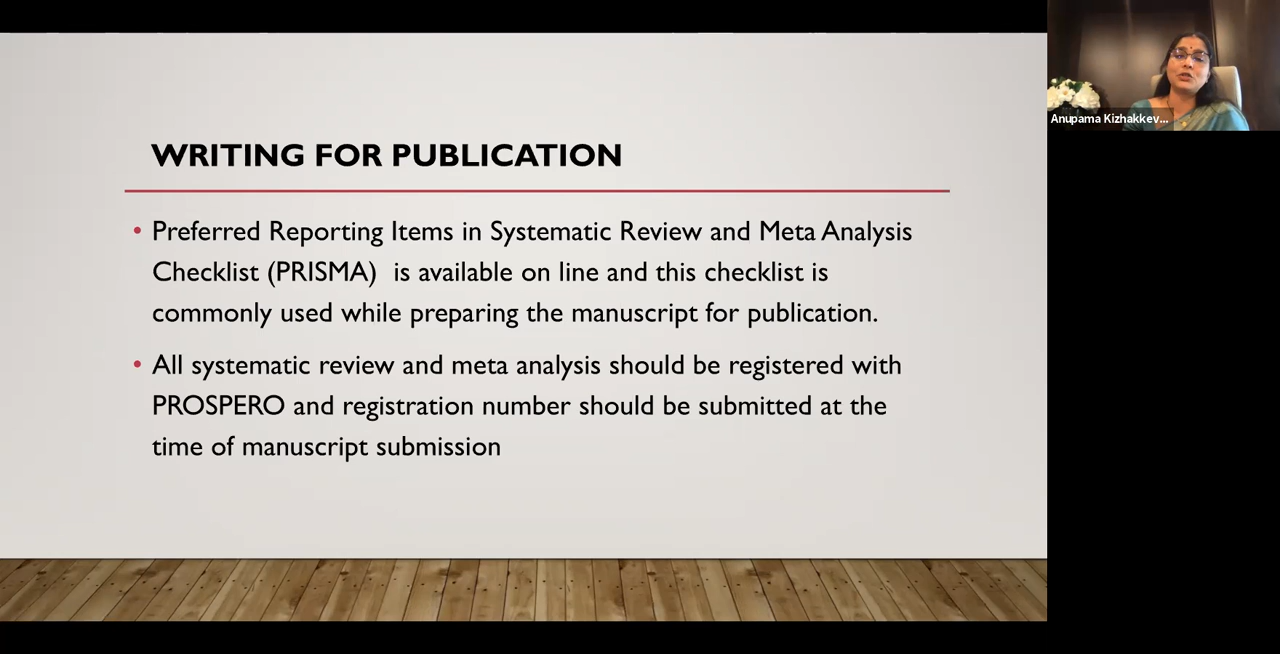 WRITING FOR PUBLICATION
• Preferred Reporting Items in Systematic Review and Meta Analysis
Checklist (PRISMA)  is available on line and this checklist is
commonly used while preparing the manuscript for publication.
• All systematic review and meta analysis should be registered with
PROSPERO and registration number should be submitted at the
time of manuscript submission
Anupama Kizhakkev...